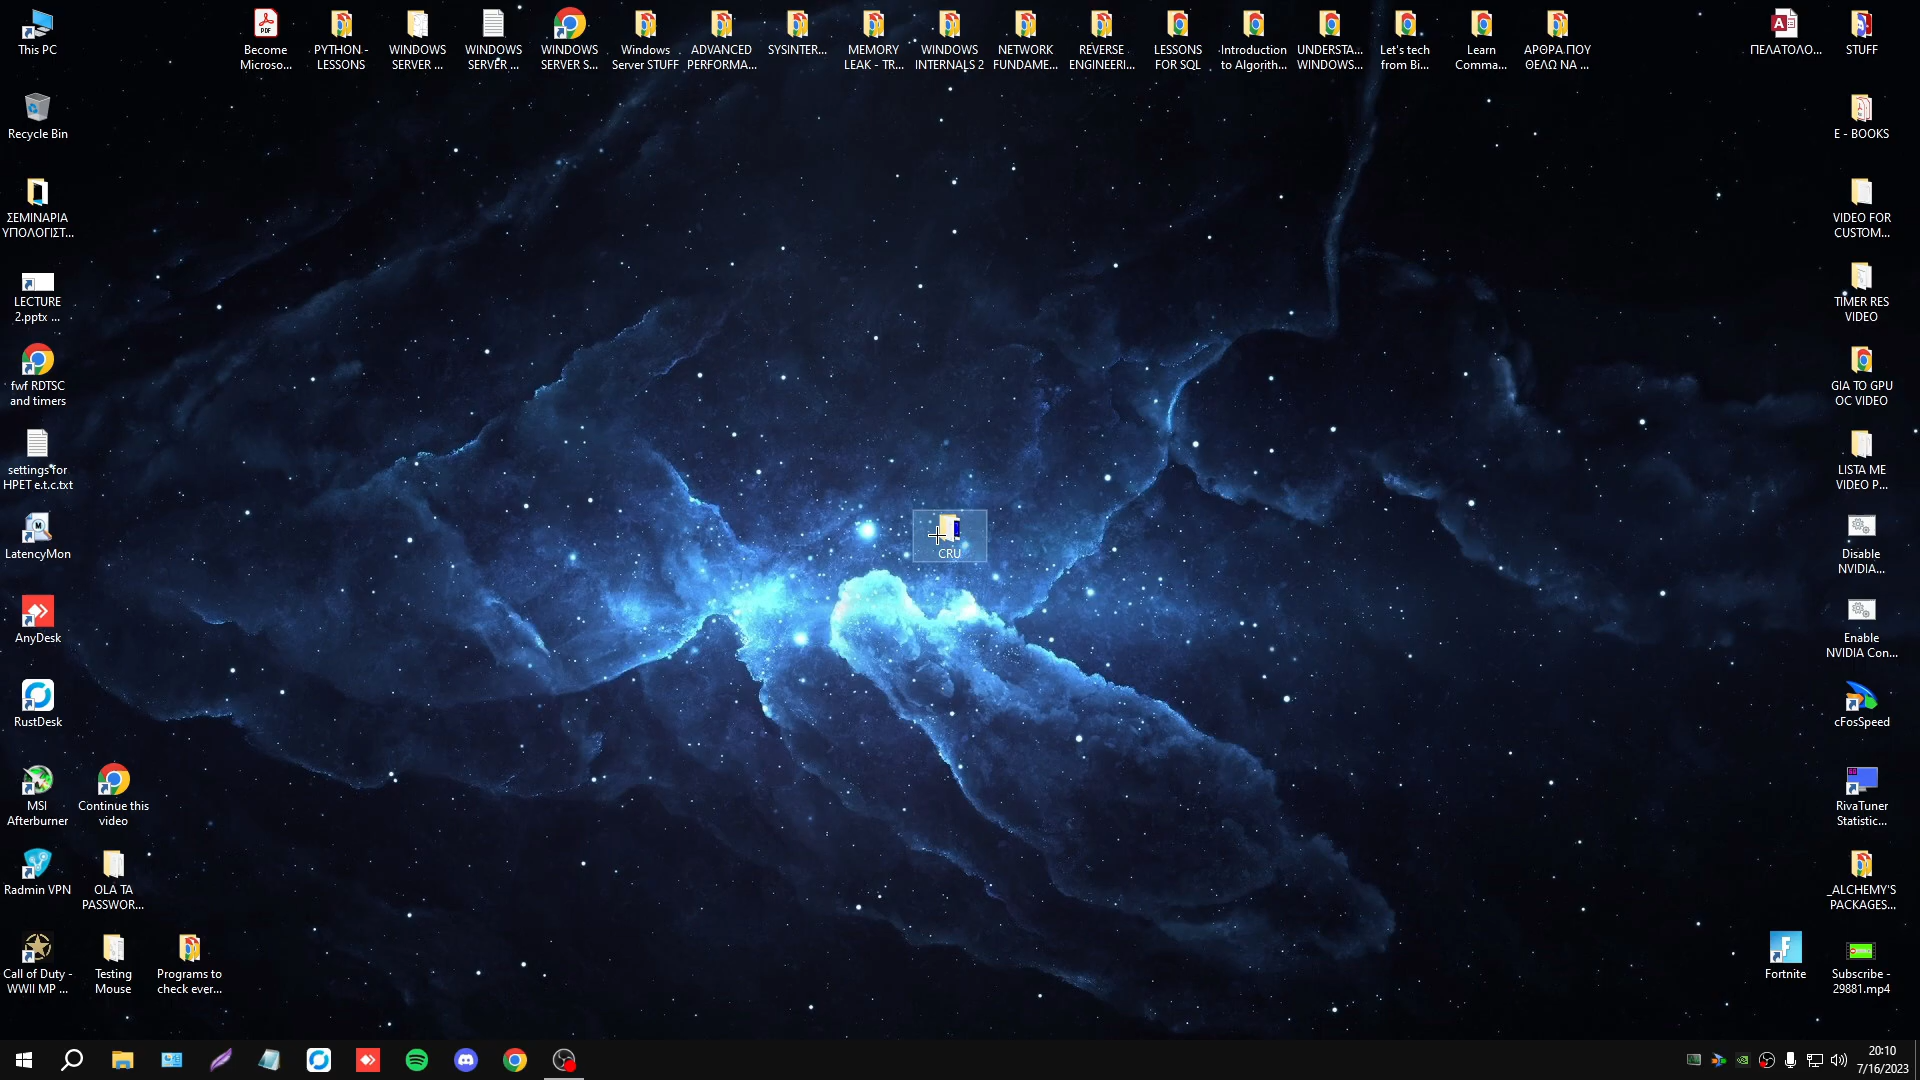 This PC
Become
Microso...
PYTHON -
LESSONS
WINDOWS
SERVER ...
WINDOWS
SERVER ...
WINDOWS
SERVER S...
Windows
Server STUFF
ADVANCED
PERFORMA...
SYSINTER...
MEMORY
LEAK - TR...
WINDOWS
INTERNALS 2
NETWORK
FUNDAME...
REVERSE
ENGINEERI...
LESSONS
FOR SQL
Introduction
to Algorith...
UNDERSTA...
WINDOWS...
Let's tech
from Bi...
Learn
Comma...
ΑΡΘΡΑ ΠΟΥ
ΘΕΛΩ ΝΑ ...
ΠΕΛΑΤΟΛΟ...
STUFF
Recycle Bin
E - BOOKS
ΣΕΜΙΝΑΡΙΑ
ΥΠΟΛΟΓΙΣΤ...
VIDEO FOR
CUSTOM...
LECTURE
2.pptx ...
TIMER RES
VIDEO
fwf RDTSC
and timers
GIA TO GPU
OC VIDEO
settings for
HPET e.t.c.txt
LISTA ME
VIDEO P...
LatencyMon
CRU
Disable
NVIDIA...
AnyDesk
Enable
NVIDIA Con...
RustDesk
cFosSpeed
MSI
Afterburner
Continue this
video
RivaTuner
Statistic...
Radmin VPN
OLA TA
PASSWOR...
_ALCHEMY'S
PACKAGES...
Call of Duty -
WWII MP ...
Testing
Mouse
Programs to
check ever...
Fortnite
Subscribe -
29881.mp4
20:10
7/16/2023